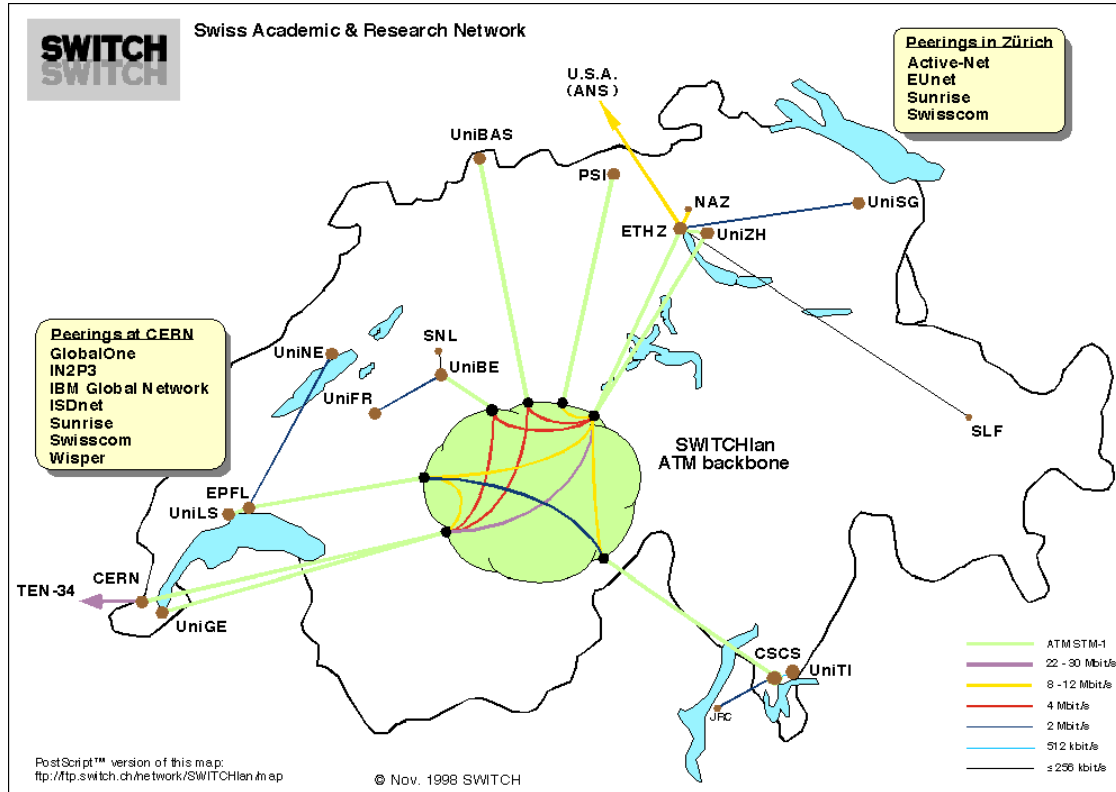 SWITCH
SWITCH
Swiss Academic & Research Network
Peerings in Zürich
Active-Net
EUnet
Sunrise
Swisscom
U.S.A.
(ANS)
UniBAS
PSI
NAZ
UniSG
ETHZ
UniZH
Peerings at CERN
GlobalOne
IN2P3
IBM Global Network
ISDnet
Sunrise
Swisscom
Wisper
UniNE
SNL
UniBE
UniFR
SLF
SWITCHlan
ATM backbone
EPFL
UniLS
CERN
TEN-34
UniGE
CSCS
UniTI
JRC
ATM STM-1
22 - 30 Mbit/s
8 - 12 Mbit/s
4 Mbit/s
2 Mbit/s
512 kbit/s
≤ 256 kbit/s
PostScript™ version of this map:
ftp://ftp.switch.ch/network/SWITCHlan/map
© Nov. 1998 SWITCH